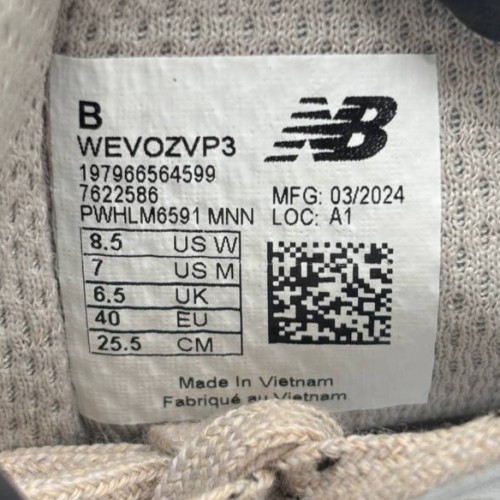 B
NB
WEVOZVP3
197966564599
7622586
PWHLM6591 MNN
MFG: 03/2024
LOC: A1
8.5 US W
7 US M
6.5 UK
40 EU
25.5 CM
Made In Vietnam
Fabriqué au Vietnam